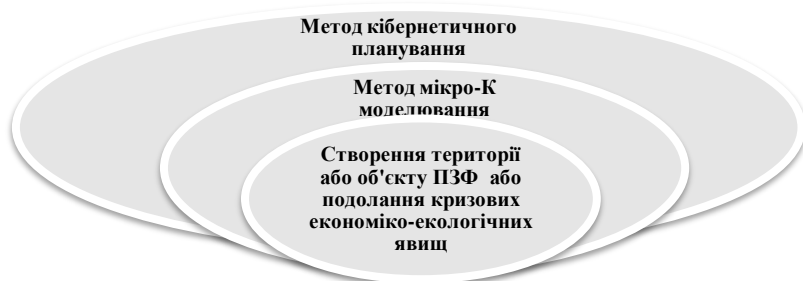 Метод кібернетичного
планування
Метод мікро-К
моделювання
Створення території
або об'єкту ПЗФ або
подолання кризових
економіко-екологічних
явищ